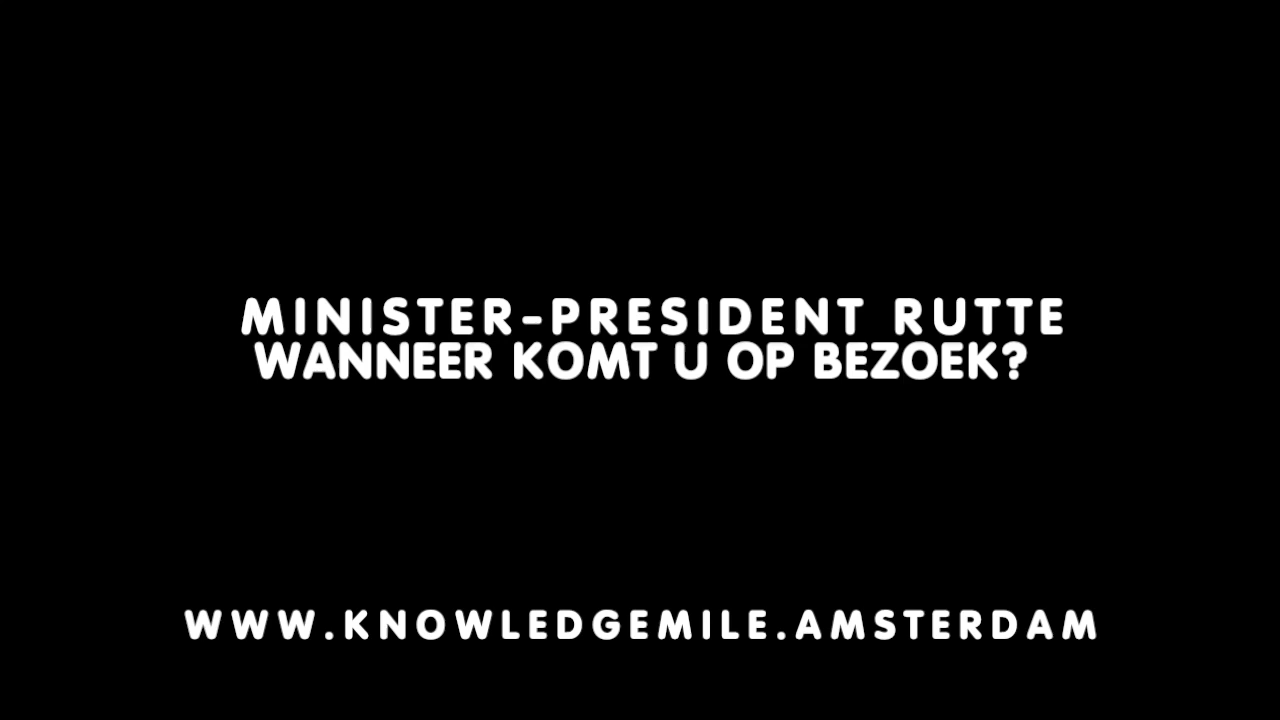 MINISTER-PRESIDENT RUTTE
WANNEER KOMT U OP BEZOEK?
WWW.KNOWLEDGEMILE.AMSTERDAM